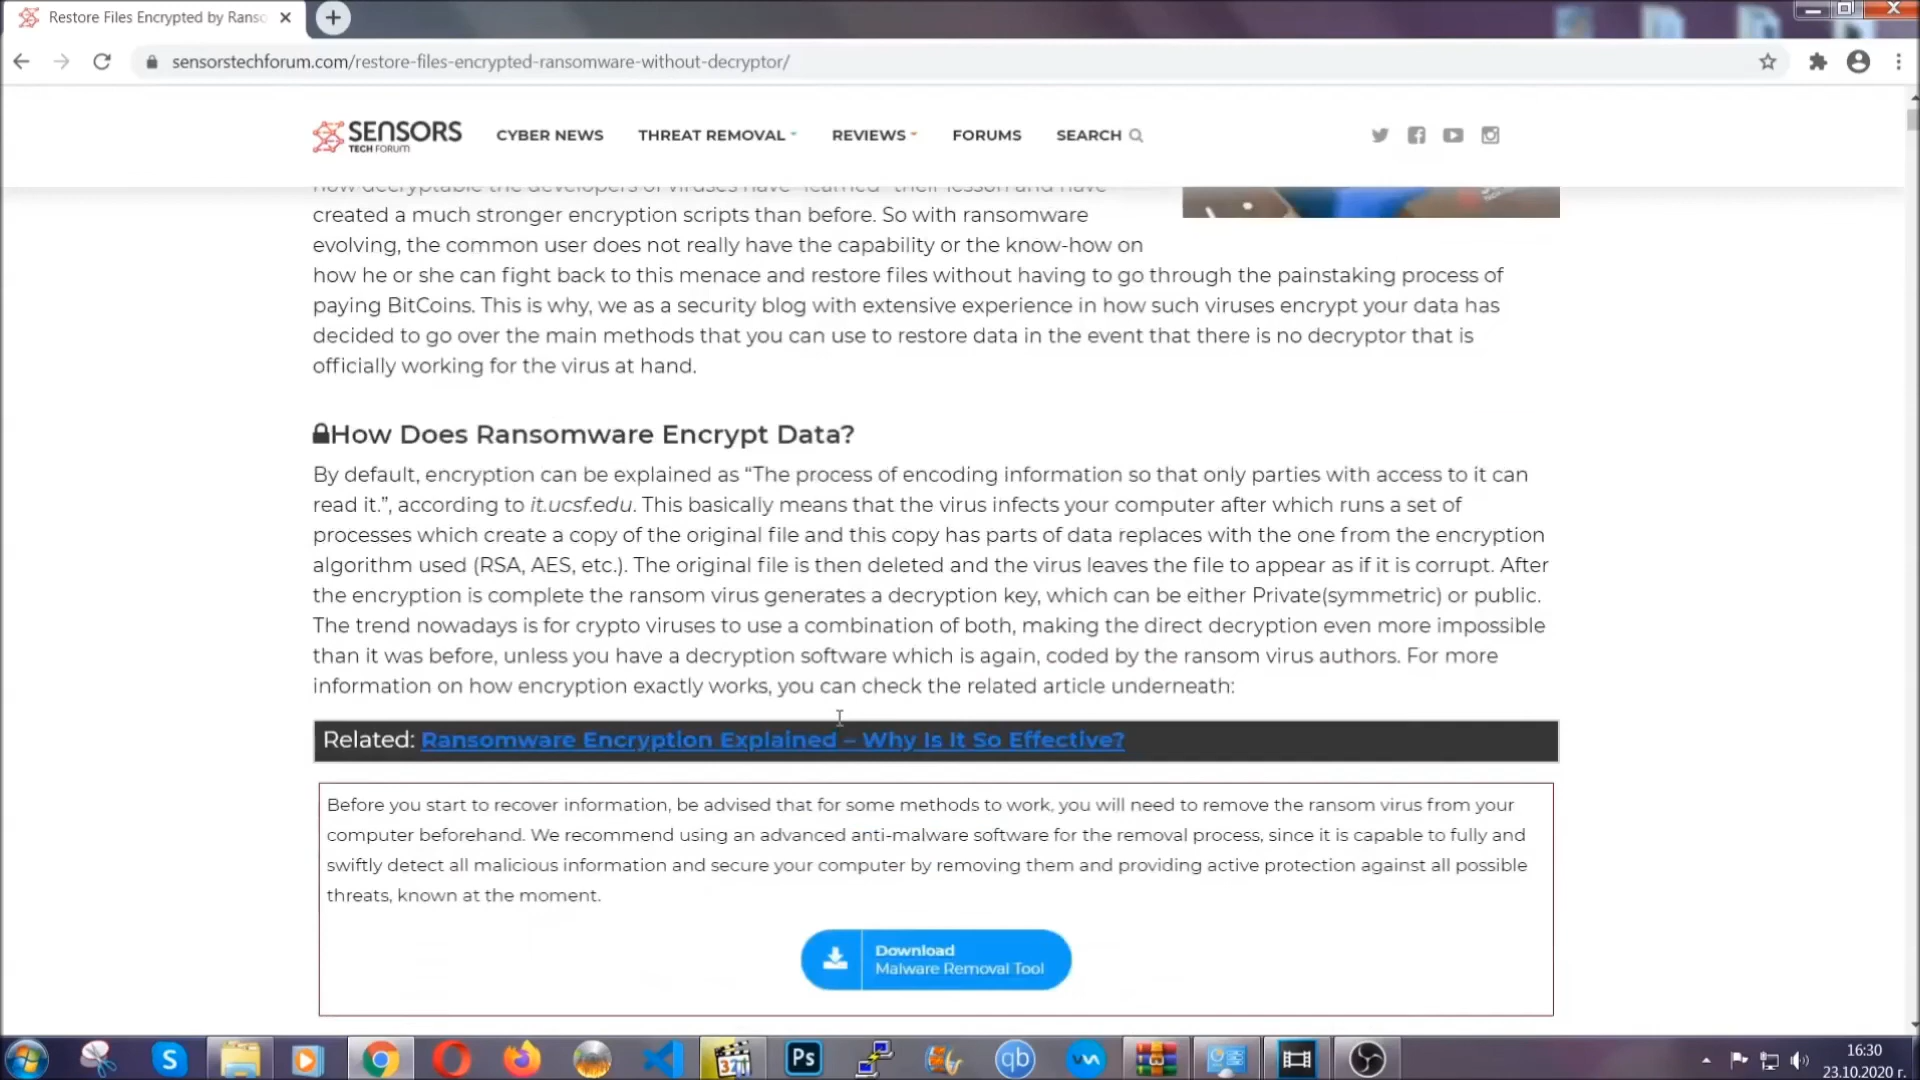 Restore Files Encrypted by Ranso
sensorstechforum.com/restore-files-encrypted-ransomware-without-decryptor/
SENSORS
TECH FORUM
CYBER NEWS
THREAT REMOVAL
REVIEWS
FORUMS
SEARCH
how decryptable the developers of viruses have "learned" their lesson and have
created a much stronger encryption scripts than before. So with ransomware
evolving, the common user does not really have the capability or the know-how on
how he or she can fight back to this menace and restore files without having to go through the painstaking process of
paying BitCoins. This is why, we as a security blog with extensive experience in how such viruses encrypt your data has
decided to go over the main methods that you can use to restore data in the event that there is no decryptor that is
officially working for the virus at hand.
How Does Ransomware Encrypt Data?
By default, encryption can be explained as “The process of encoding information so that only parties with access to it can
read it.”, according to it.ucsf.edu. This basically means that the virus infects your computer after which runs a set of
processes which create a copy of the original file and this copy has parts of data replaces with the one from the encryption
algorithm used (RSA, AES, etc.). The original file is then deleted and the virus leaves the file to appear as if it is corrupt. After
the encryption is complete the ransom virus generates a decryption key, which can be either Private(symmetric) or public.
The trend nowadays is for crypto viruses to use a combination of both, making the direct decryption even more impossible
than it was before, unless you have a decryption software which is again, coded by the ransom virus authors. For more
information on how encryption exactly works, you can check the related article underneath:
Related: Ransomware Encryption Explained – Why Is It So Effective?
Before you start to recover information, be advised that for some methods to work, you will need to remove the ransom virus from your
computer beforehand. We recommend using an advanced anti-malware software for the removal process, since it is capable to fully and
swiftly detect all malicious information and secure your computer by removing them and providing active protection against all possible
threats, known at the moment.
Download
Malware Removal Tool
S
321
Ps
qb
16:30
23.10.2020 г.